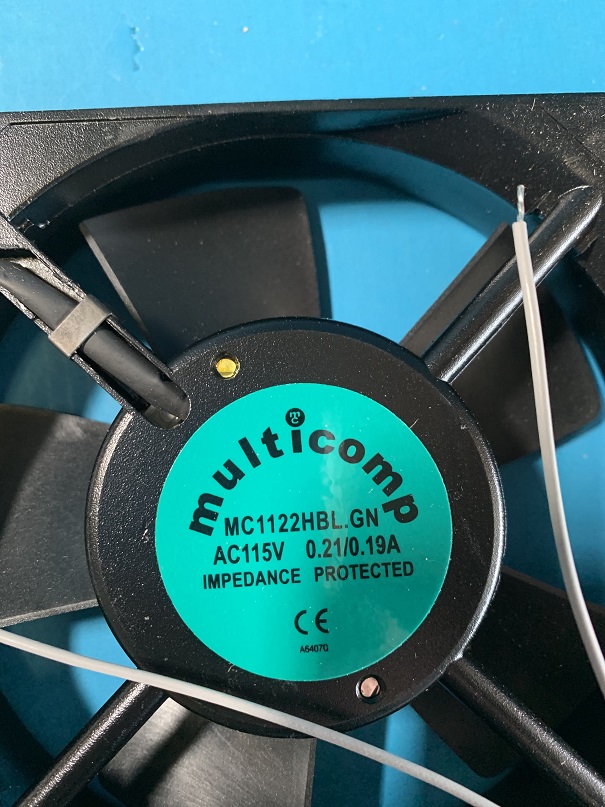 mc
multicomp
MC1122HBL.GN
AC115V 0.21/0.19A
IMPEDANCE PROTECTED
CE
A64070